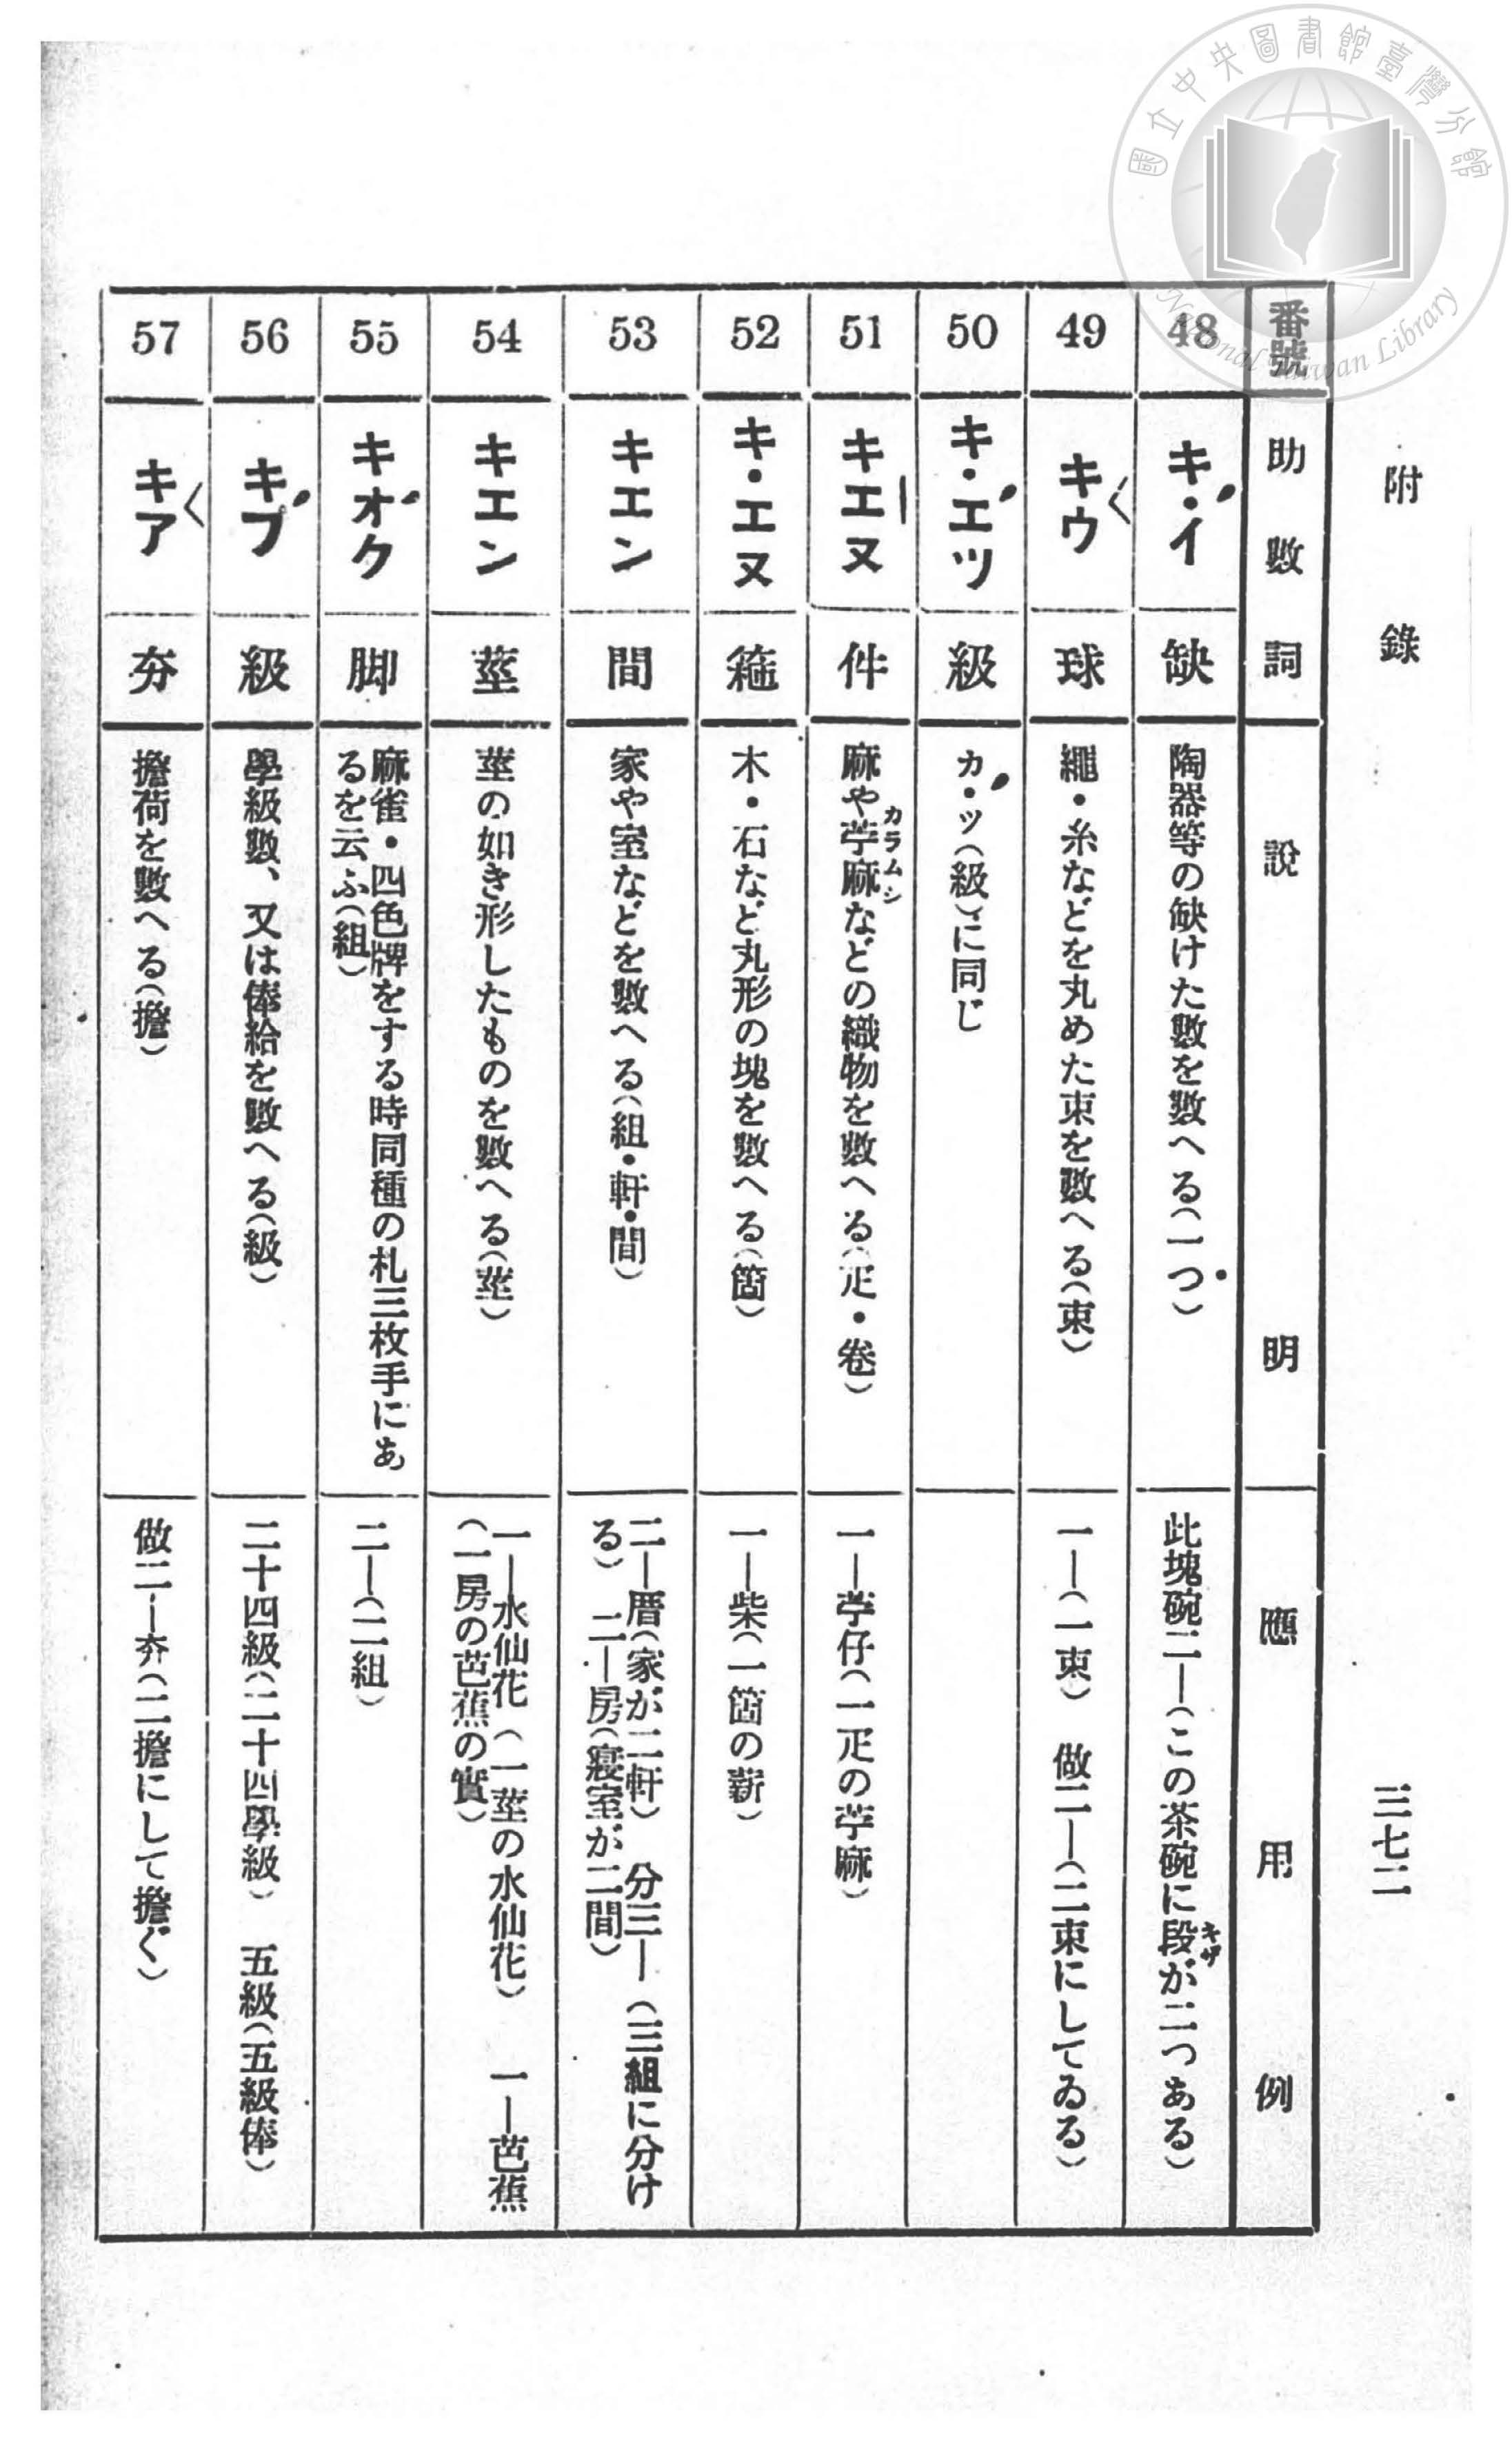 國立中央圖書館臺灣分館
National Taiwan Library
附錄
三七二
番號
助數詞
說明
應用例
48
キ・イ
缺
陶器等の缺けた數を數へる(一つ)
此塊碗二─(この茶碗に段が二つある)
キザ
49
キウ
球
繩・糸などを丸めた束を數へる(束)
一─(一束)　做二─(二束にしてゐる)
50
キ・エツ
級
カ・ッ(級)に同じ
51
キエヌ
件
麻や苧麻などの織物を數へる(疋・卷)
カラムシ
一─苧仔(一疋の苧麻)
52
キ・エヌ
箍
木・石など丸形の塊を數へる(箇)
一─柴(一箇の薪)
53
キエン
間
家や室などを數へる(組・軒・間)
二─厝(家が二軒)　分三─(三組に分け
る)　二─房(寢室が二間)
54
キエン
莖
莖の如き形したものを數へる(莖)
一─水仙花(一莖の水仙花)　一─芭蕉
(一房の芭蕉の實)
55
キオク
脚
麻雀・四色牌をする時同種の札三枚手にあ
るを云ふ(組)
二─(二組)
56
キプ
級
學級數、又は俸給を數へる(級)
二十四級(二十四學級)　五級(五級俸)
57
キア
夯
擔荷を數へる(擔)
做二─夯(二擔にして擔ぐ)